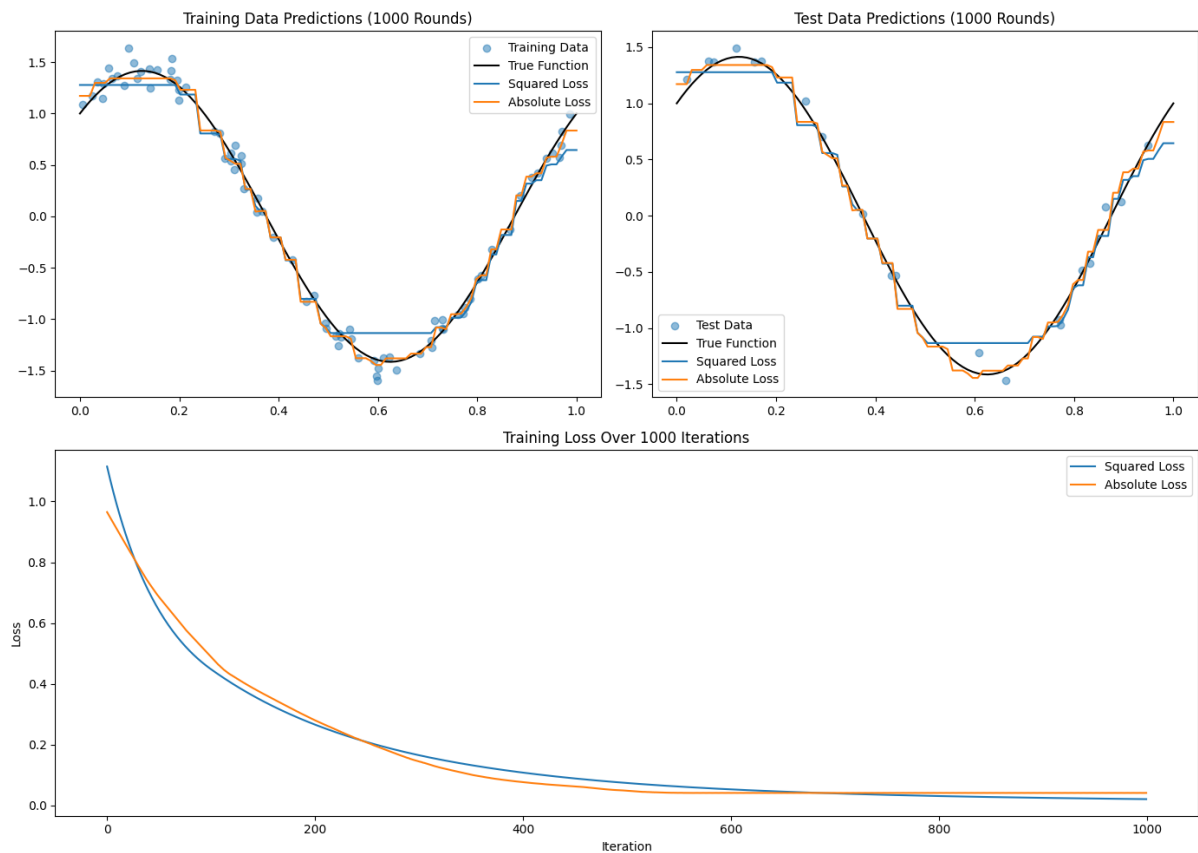 Training Data Predictions (1000 Rounds)
1.5
1.0
0.5
0.0
−0.5
−1.0
−1.5
0.0 0.2 0.4 0.6 0.8 1.0
Training Data
True Function
Squared Loss
Absolute Loss
Test Data Predictions (1000 Rounds)
1.5
1.0
0.5
0.0
−0.5
−1.0
−1.5
0.0 0.2 0.4 0.6 0.8 1.0
Test Data
True Function
Squared Loss
Absolute Loss
Training Loss Over 1000 Iterations
Loss
1.0
0.8
0.6
0.4
0.2
0.0
0 200 400 600 800 1000
Iteration
Squared Loss
Absolute Loss